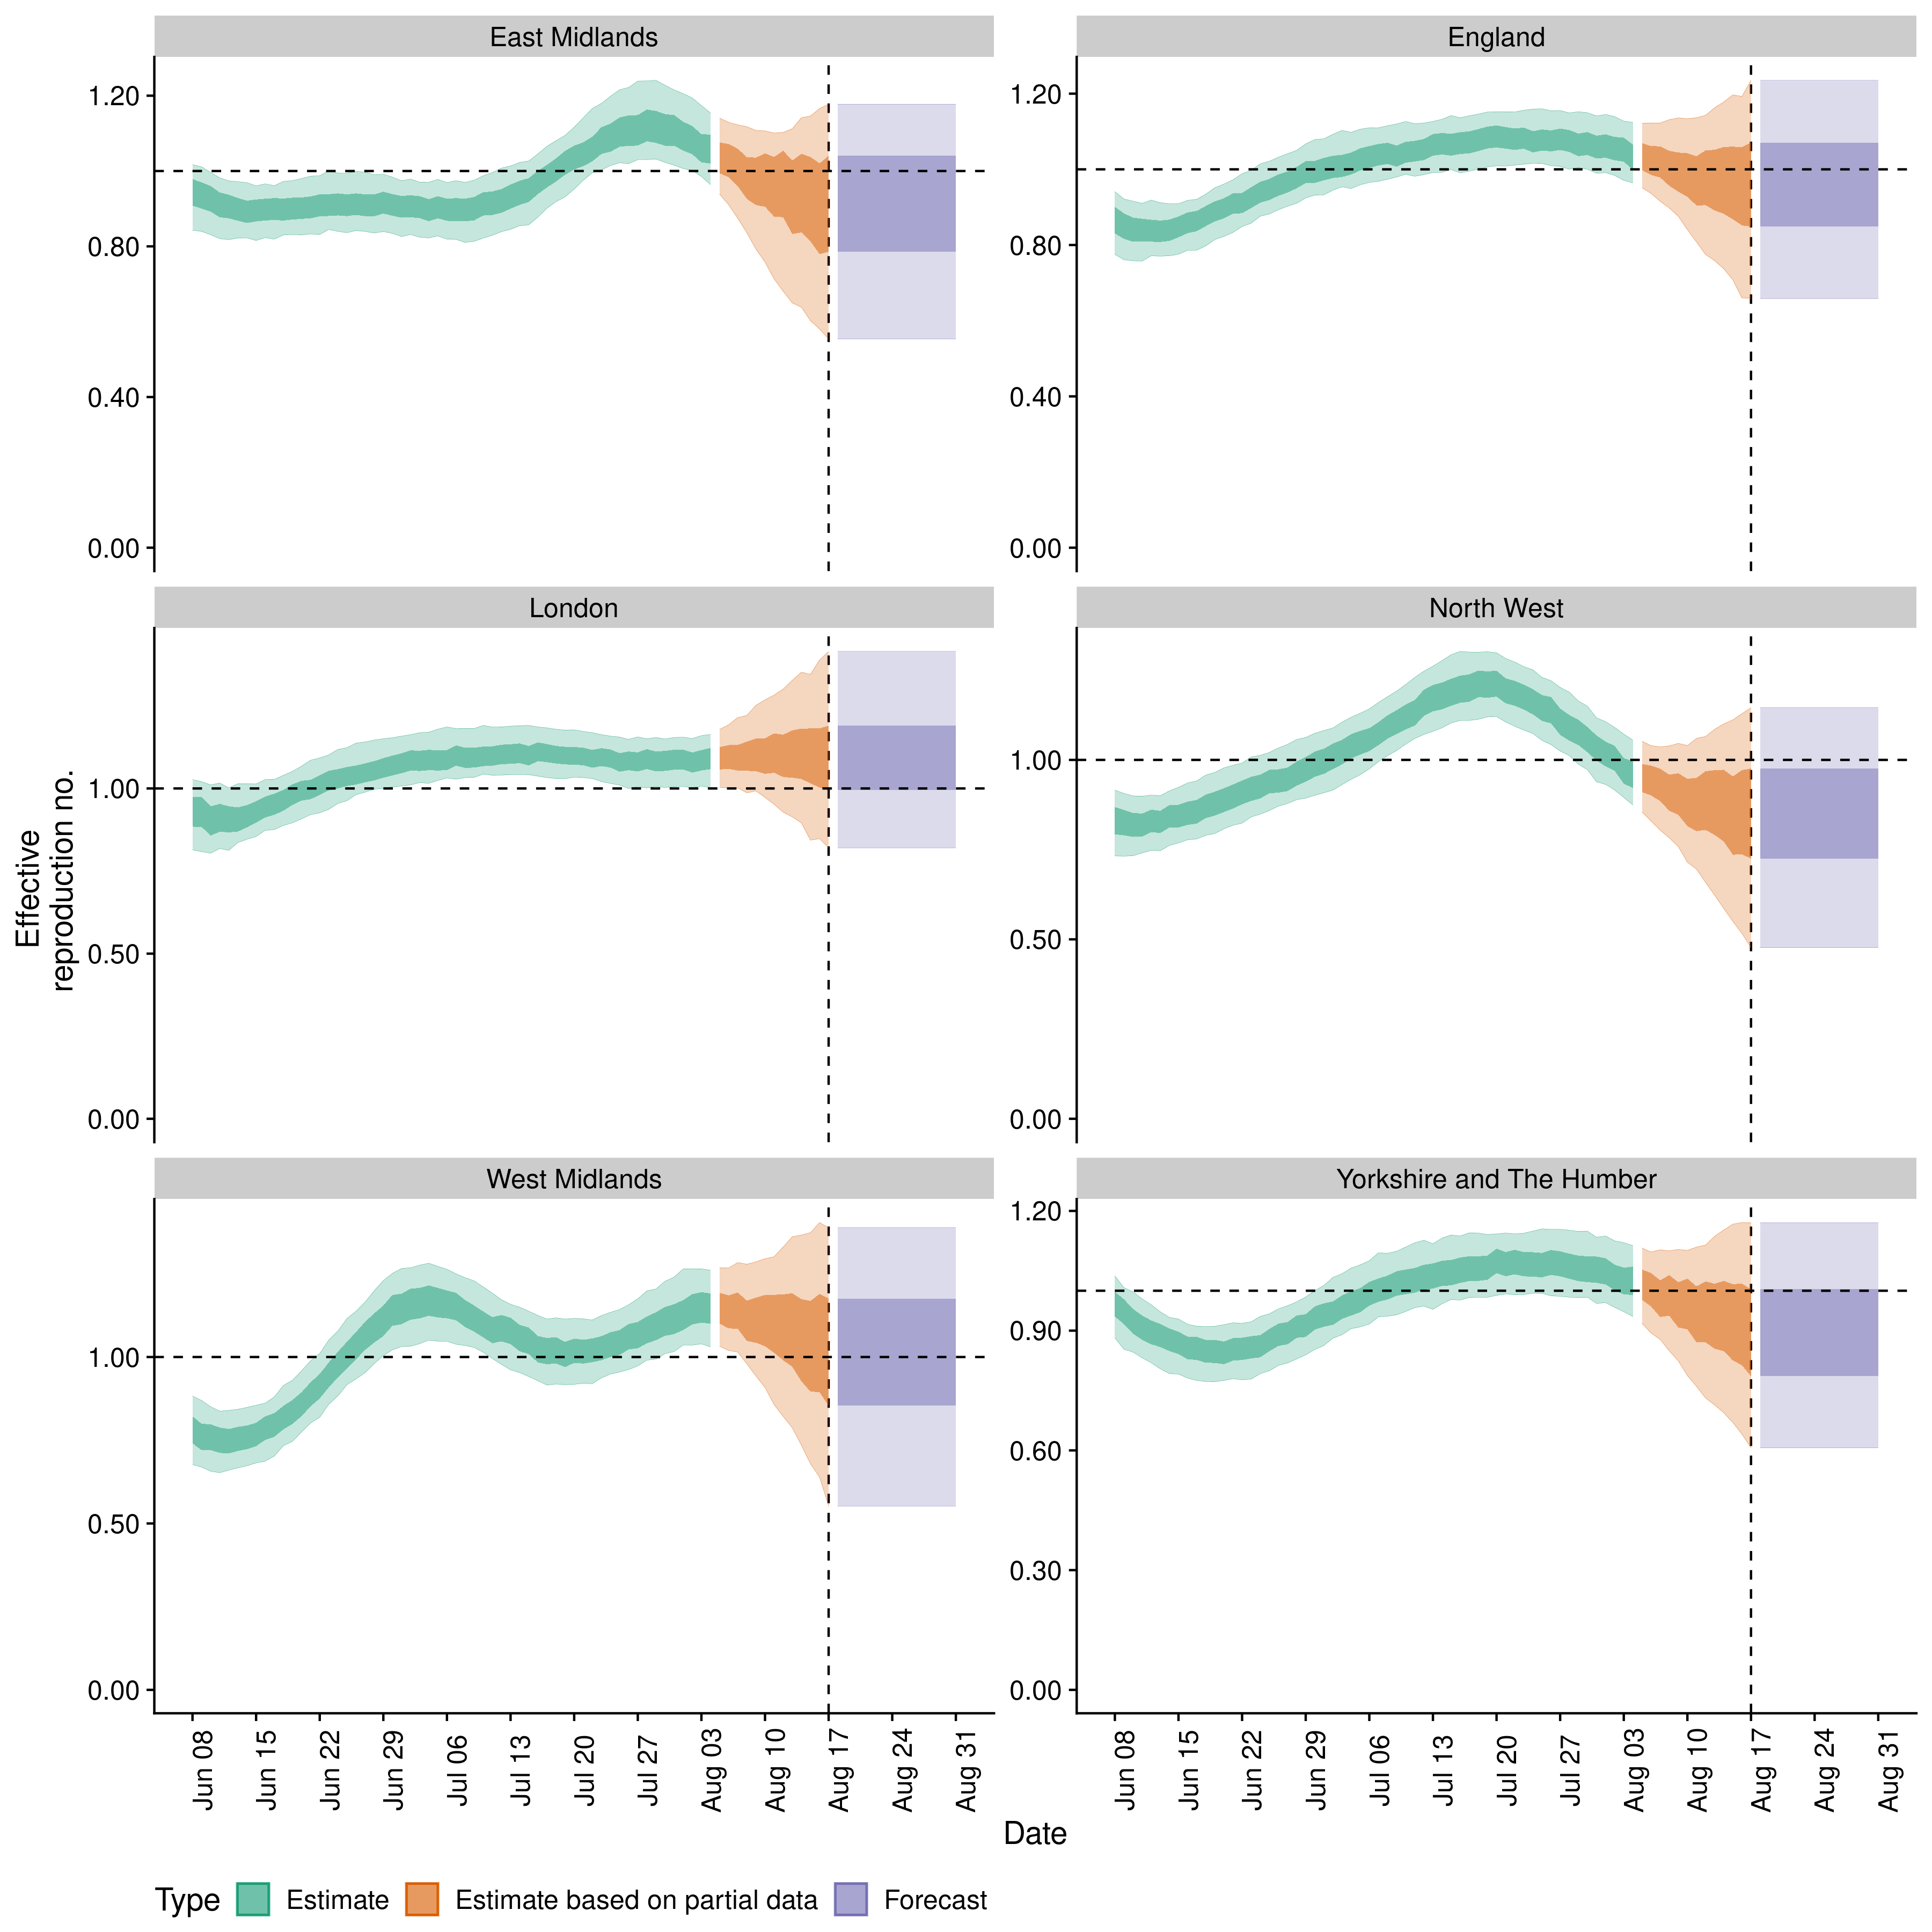 East Midlands
England
1.20
0.80
0.40
0.00
1.20
0.80
0.40
0.00
London
North West
1.00
0.50
0.00
1.00
0.50
0.00
Effective
reproduction no.
West Midlands
Yorkshire and The Humber
1.00
0.50
0.00
1.20
0.90
0.60
0.30
0.00
Jun 08
Jun 15
Jun 22
Jun 29
Jul 06
Jul 13
Jul 20
Jul 27
Aug 03
Aug 10
Aug 17
Aug 24
Aug 31
Jun 08
Jun 15
Jun 22
Jun 29
Jul 06
Jul 13
Jul 20
Jul 27
Aug 03
Aug 10
Aug 17
Aug 24
Aug 31
Date
Type Estimate Estimate based on partial data Forecast